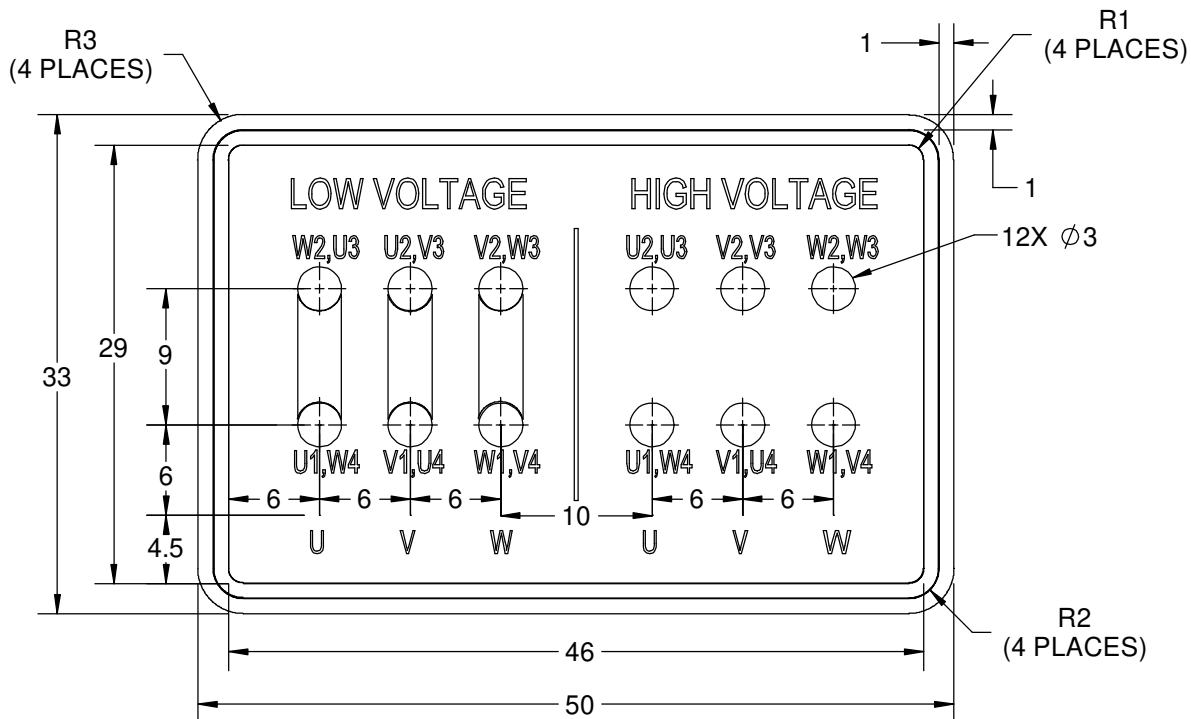 R3
(4 PLACES)
1
R1
(4 PLACES)
1
LOW VOLTAGE
HIGH VOLTAGE
12X ∅3
W2,U3 U2,V3 V2,W3
U2,U3 V2,V3 W2,W3
33
29
9
6
U1,W4 V1,U4 W1,V4
U1,W4 V1,U4 W1,V4
6 6 6 10 6 6
4.5
U V W
U V W
R2
(4 PLACES)
46
50